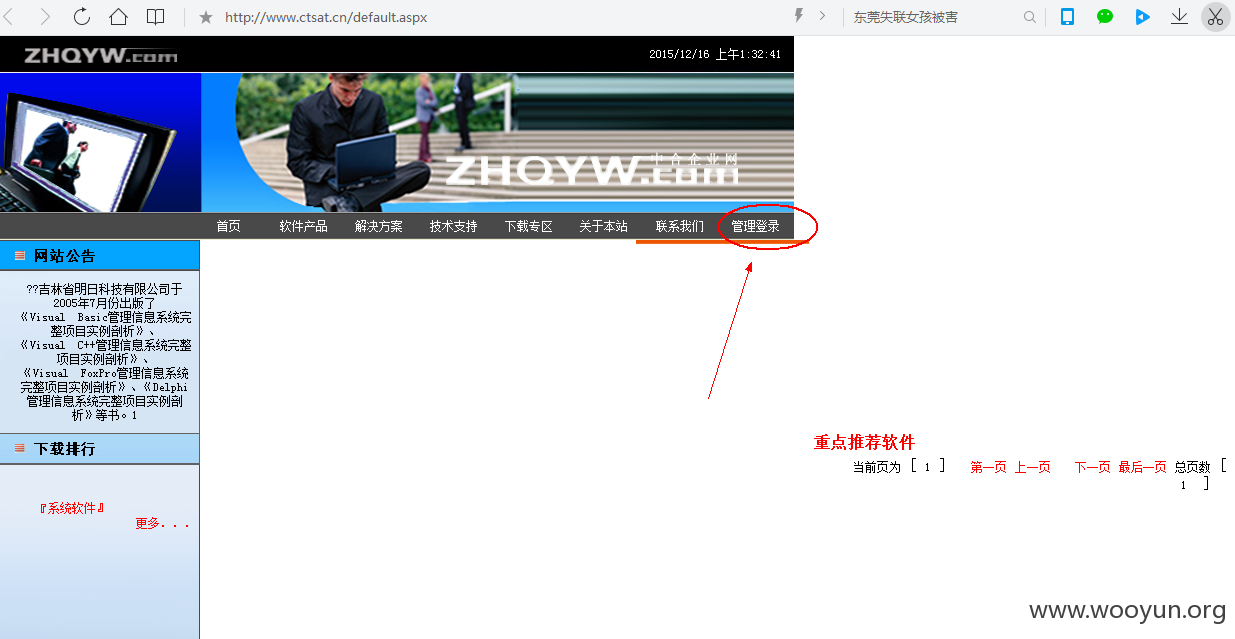 http://www.ctsat.cn/default.aspx
东莞失联女孩被害
ZHQYW.com
2015/12/16 上午1:32:41
中合企业网
ZHQYW.com
首页 软件产品 解决方案 技术支持 下载专区 关于本站 联系我们 管理登录
网站公告
??吉林省明日科技有限公司于
2005年7月份出版了
《Visual Basic管理信息系统完
整项目实例剖析》、
《Visual C++管理信息系统完整
项目实例剖析》、
《Visual FoxPro管理信息系统
完整项目实例剖析》、《Delphi
管理信息系统完整项目实例剖
析》等书。1
下载排行
『系统软件』
更多...
重点推荐软件
当前页为 [ 1 ] 第一页 上一页 下一页 最后一页 总页数 [
1 ]
www.wooyun.org